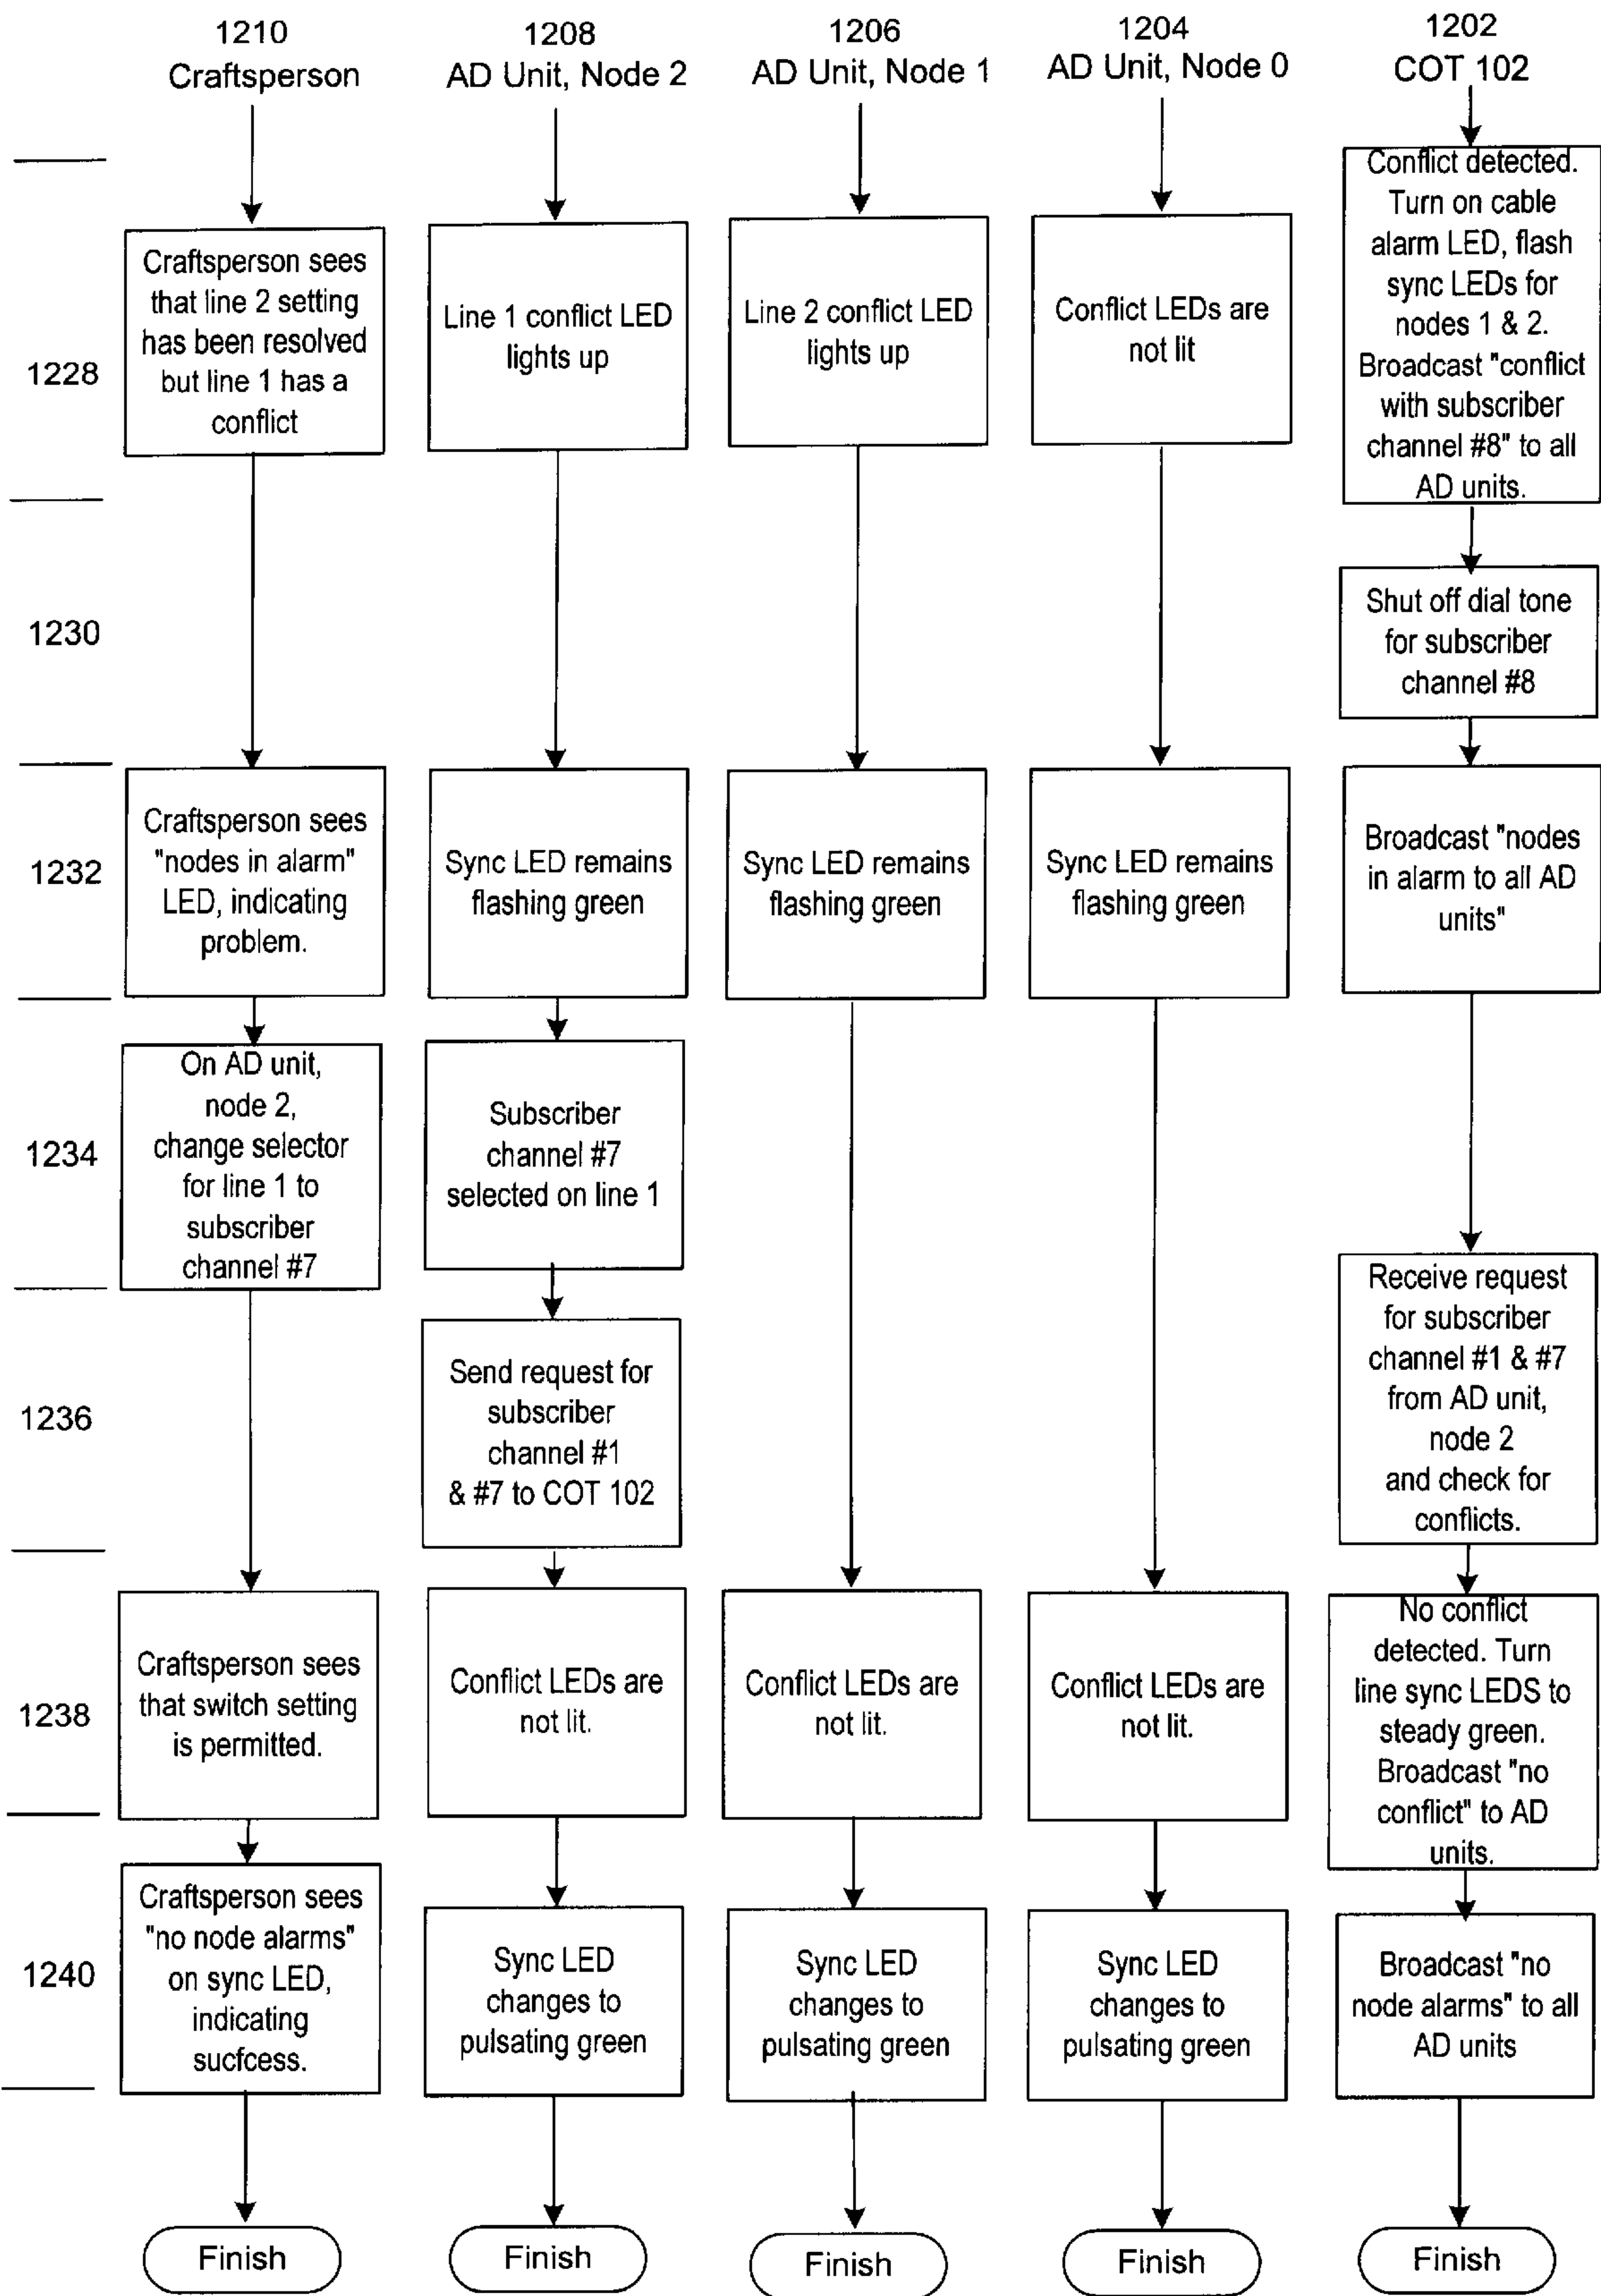 1210
Craftsperson
1208
AD Unit, Node 2
1206
AD Unit, Node 1
1204
AD Unit, Node 0
1202
COT 102
1228
Craftsperson sees
that line 2 setting
has been resolved
but line 1 has a
conflict
Line 1 conflict LED
lights up
Line 2 conflict LED
lights up
Conflict LEDs are
not lit
Conflict detected.
Turn on cable
alarm LED, flash
sync LEDs for
nodes 1 & 2.
Broadcast "conflict
with subscriber
channel #8" to all
AD units.
1230
Shut off dial tone
for subscriber
channel #8
1232
Craftsperson sees
"nodes in alarm"
LED, indicating
problem.
Sync LED remains
flashing green
Sync LED remains
flashing green
Sync LED remains
flashing green
Broadcast "nodes
in alarm to all AD
units"
1234
On AD unit,
node 2,
change selector
for line 1 to
subscriber
channel #7
Subscriber
channel #7
selected on line 1
1236
Send request for
subscriber
channel #1
& #7 to COT 102
Receive request
for subscriber
channel #1 & #7
from AD unit,
node 2
and check for
conflicts.
1238
Craftsperson sees
that switch setting
is permitted.
Conflict LEDs are
not lit.
Conflict LEDs are
not lit.
Conflict LEDs are
not lit.
No conflict
detected. Turn
line sync LEDS to
steady green.
Broadcast "no
conflict" to AD
units.
1240
Craftsperson sees
"no node alarms"
on sync LED,
indicating
sucfcess.
Sync LED
changes to
pulsating green
Sync LED
changes to
pulsating green
Sync LED
changes to
pulsating green
Broadcast "no
node alarms" to all
AD units
Finish
Finish
Finish
Finish
Finish